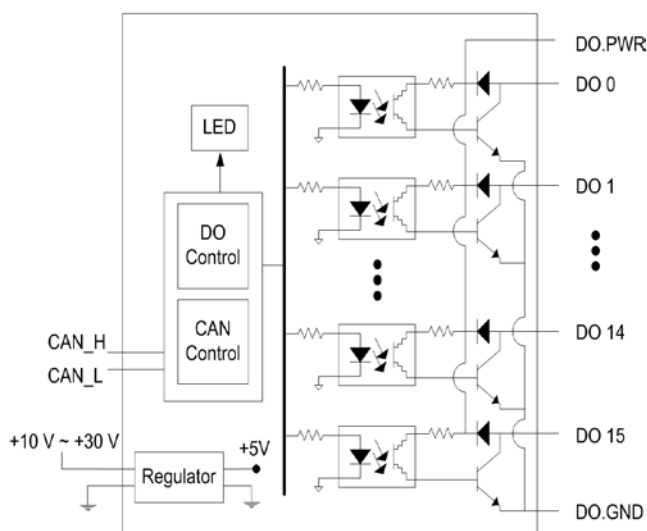 DO.PWR
DO 0
LED
DO 1
DO
Control
CAN
Control
CAN_H
CAN_L
DO 14
+10 V ~ +30 V
+5V
Regulator
DO 15
DO.GND